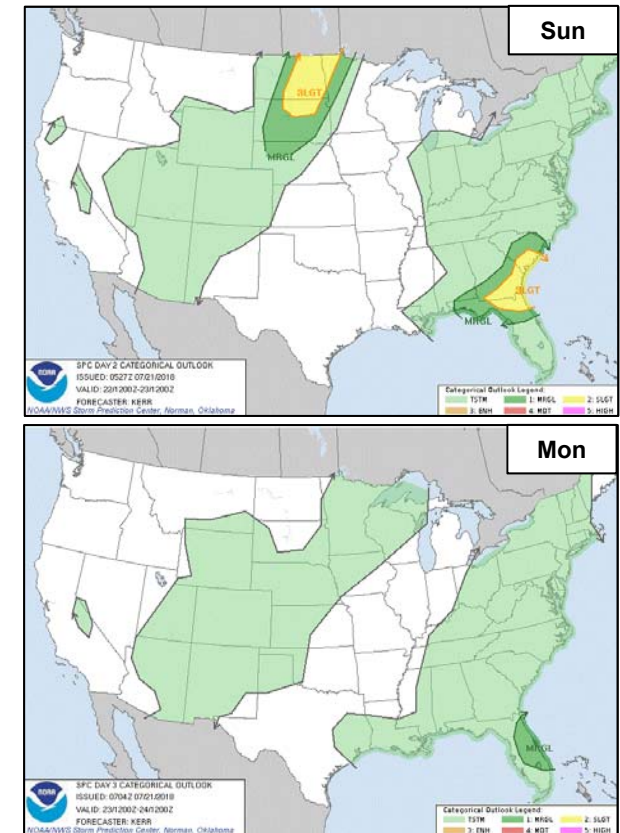 Sun
SLGT
MRGL
SLGT
MRGL
NOAA
SPC DAY 2 CATEGORICAL OUTLOOK
ISSUED: 0527Z 07/21/2018
VALID: 22/1200Z-23/1200Z
FORECASTER: KERR
NOAA/NWS Storm Prediction Center, Norman, Oklahoma
Categorical Outlook Legend:
TSTM 1: MRGL 2: SLGT
3: ENH 4: MDT 5: HIGH
Mon
MRGL
NOAA
SPC DAY 3 CATEGORICAL OUTLOOK
ISSUED: 0704Z 07/21/2018
VALID: 23/1200Z-24/1200Z
FORECASTER: KERR
NOAA/NWS Storm Prediction Center, Norman, Oklahoma
Categorical Outlook Legend:
TSTM 1: MRGL 2: SLGT
3: ENH 4: MDT 5: HIGH